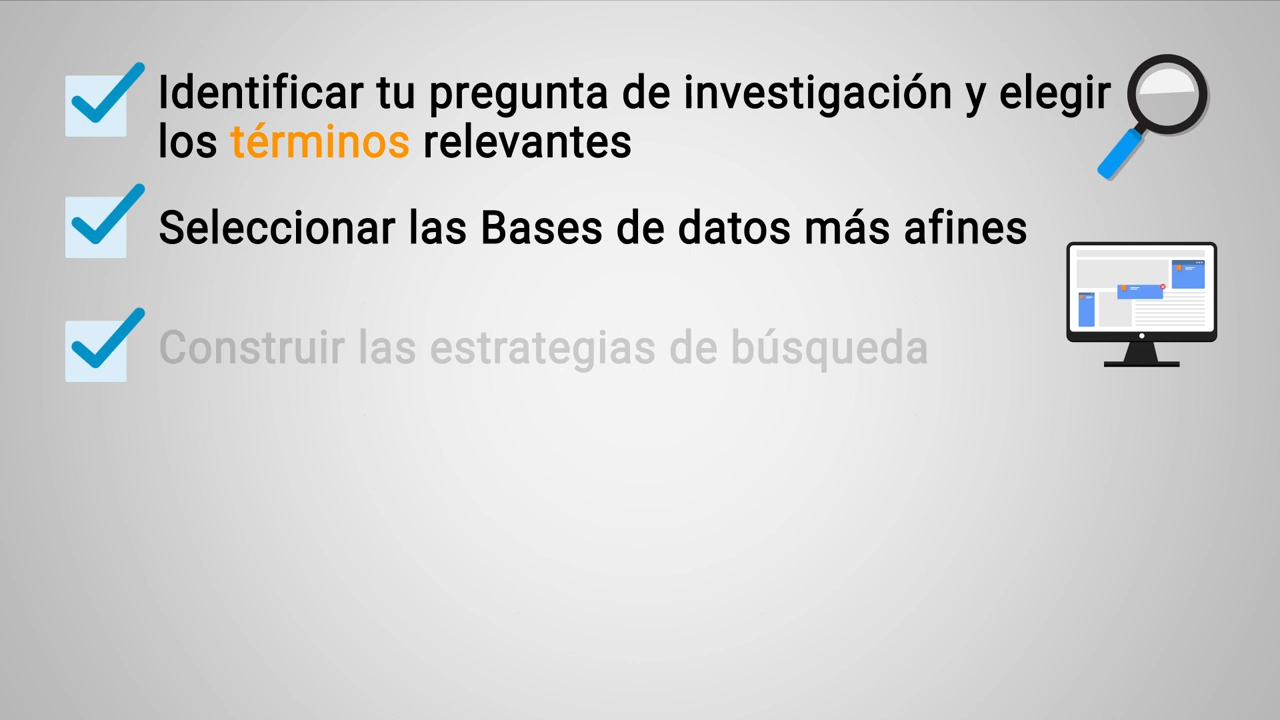 Identificar tu pregunta de investigación y elegir
los términos relevantes
Seleccionar las Bases de datos más afines
Construir las estrategias de búsqueda